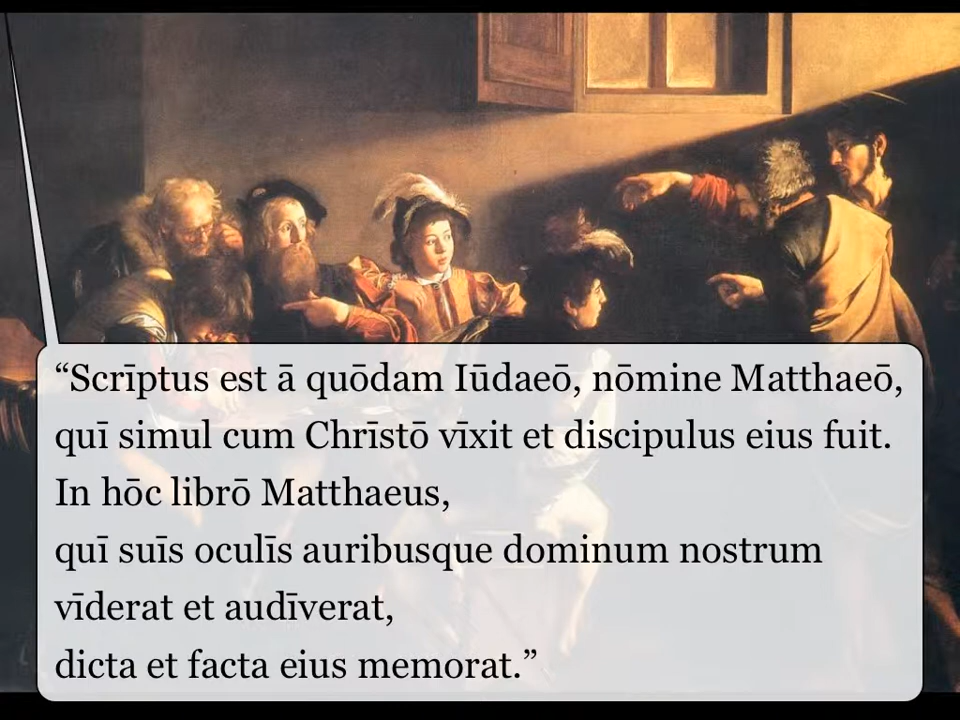 “Scrīptus est ā quōdam Iūdaeō, nōmine Matthaeō,
quī simul cum Chrīstō vīxit et discipulus eius fuit.
In hōc librō Matthaeus,
quī suīs oculīs auribusque dominum nostrum
vīderat et audīverat,
dicta et facta eius memorat.”